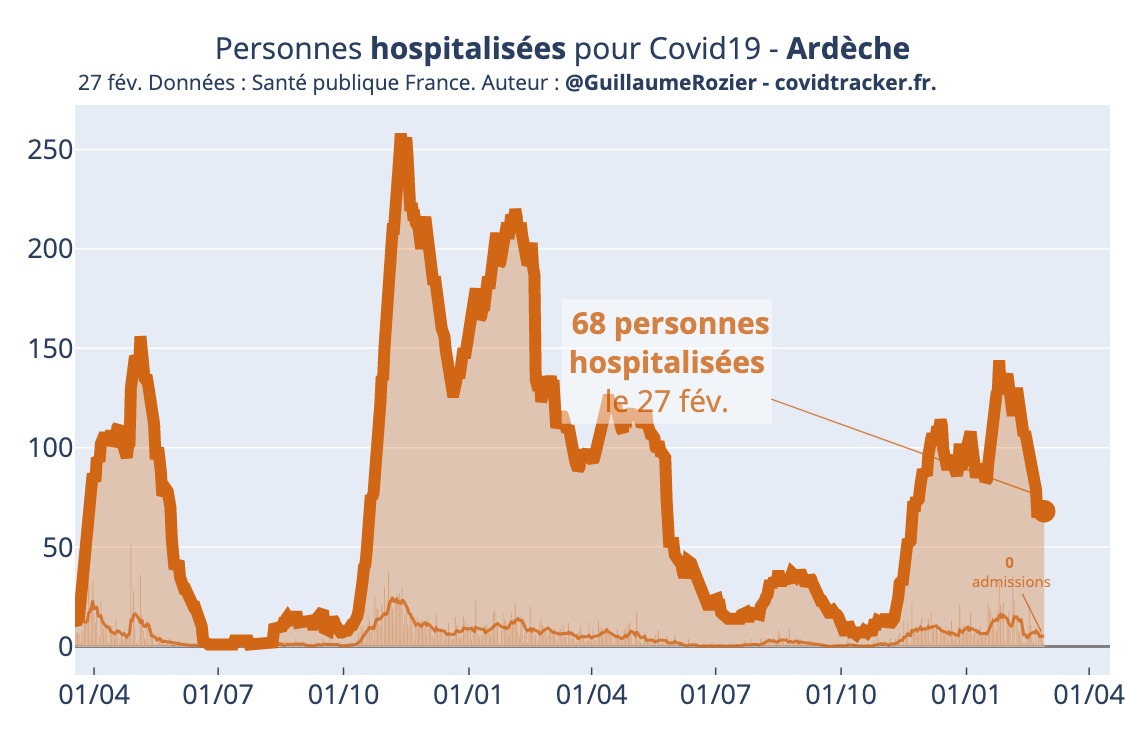 Personnes hospitalisées pour Covid19 - Ardèche
27 fév. Données : Santé publique France. Auteur : @GuillaumeRozier - covidtracker.fr.
250
200
150
100
50
0
68 personnes
hospitalisées
le 27 fév.
0
admissions
01/04 01/07 01/10 01/01 01/04 01/07 01/10 01/01 01/04